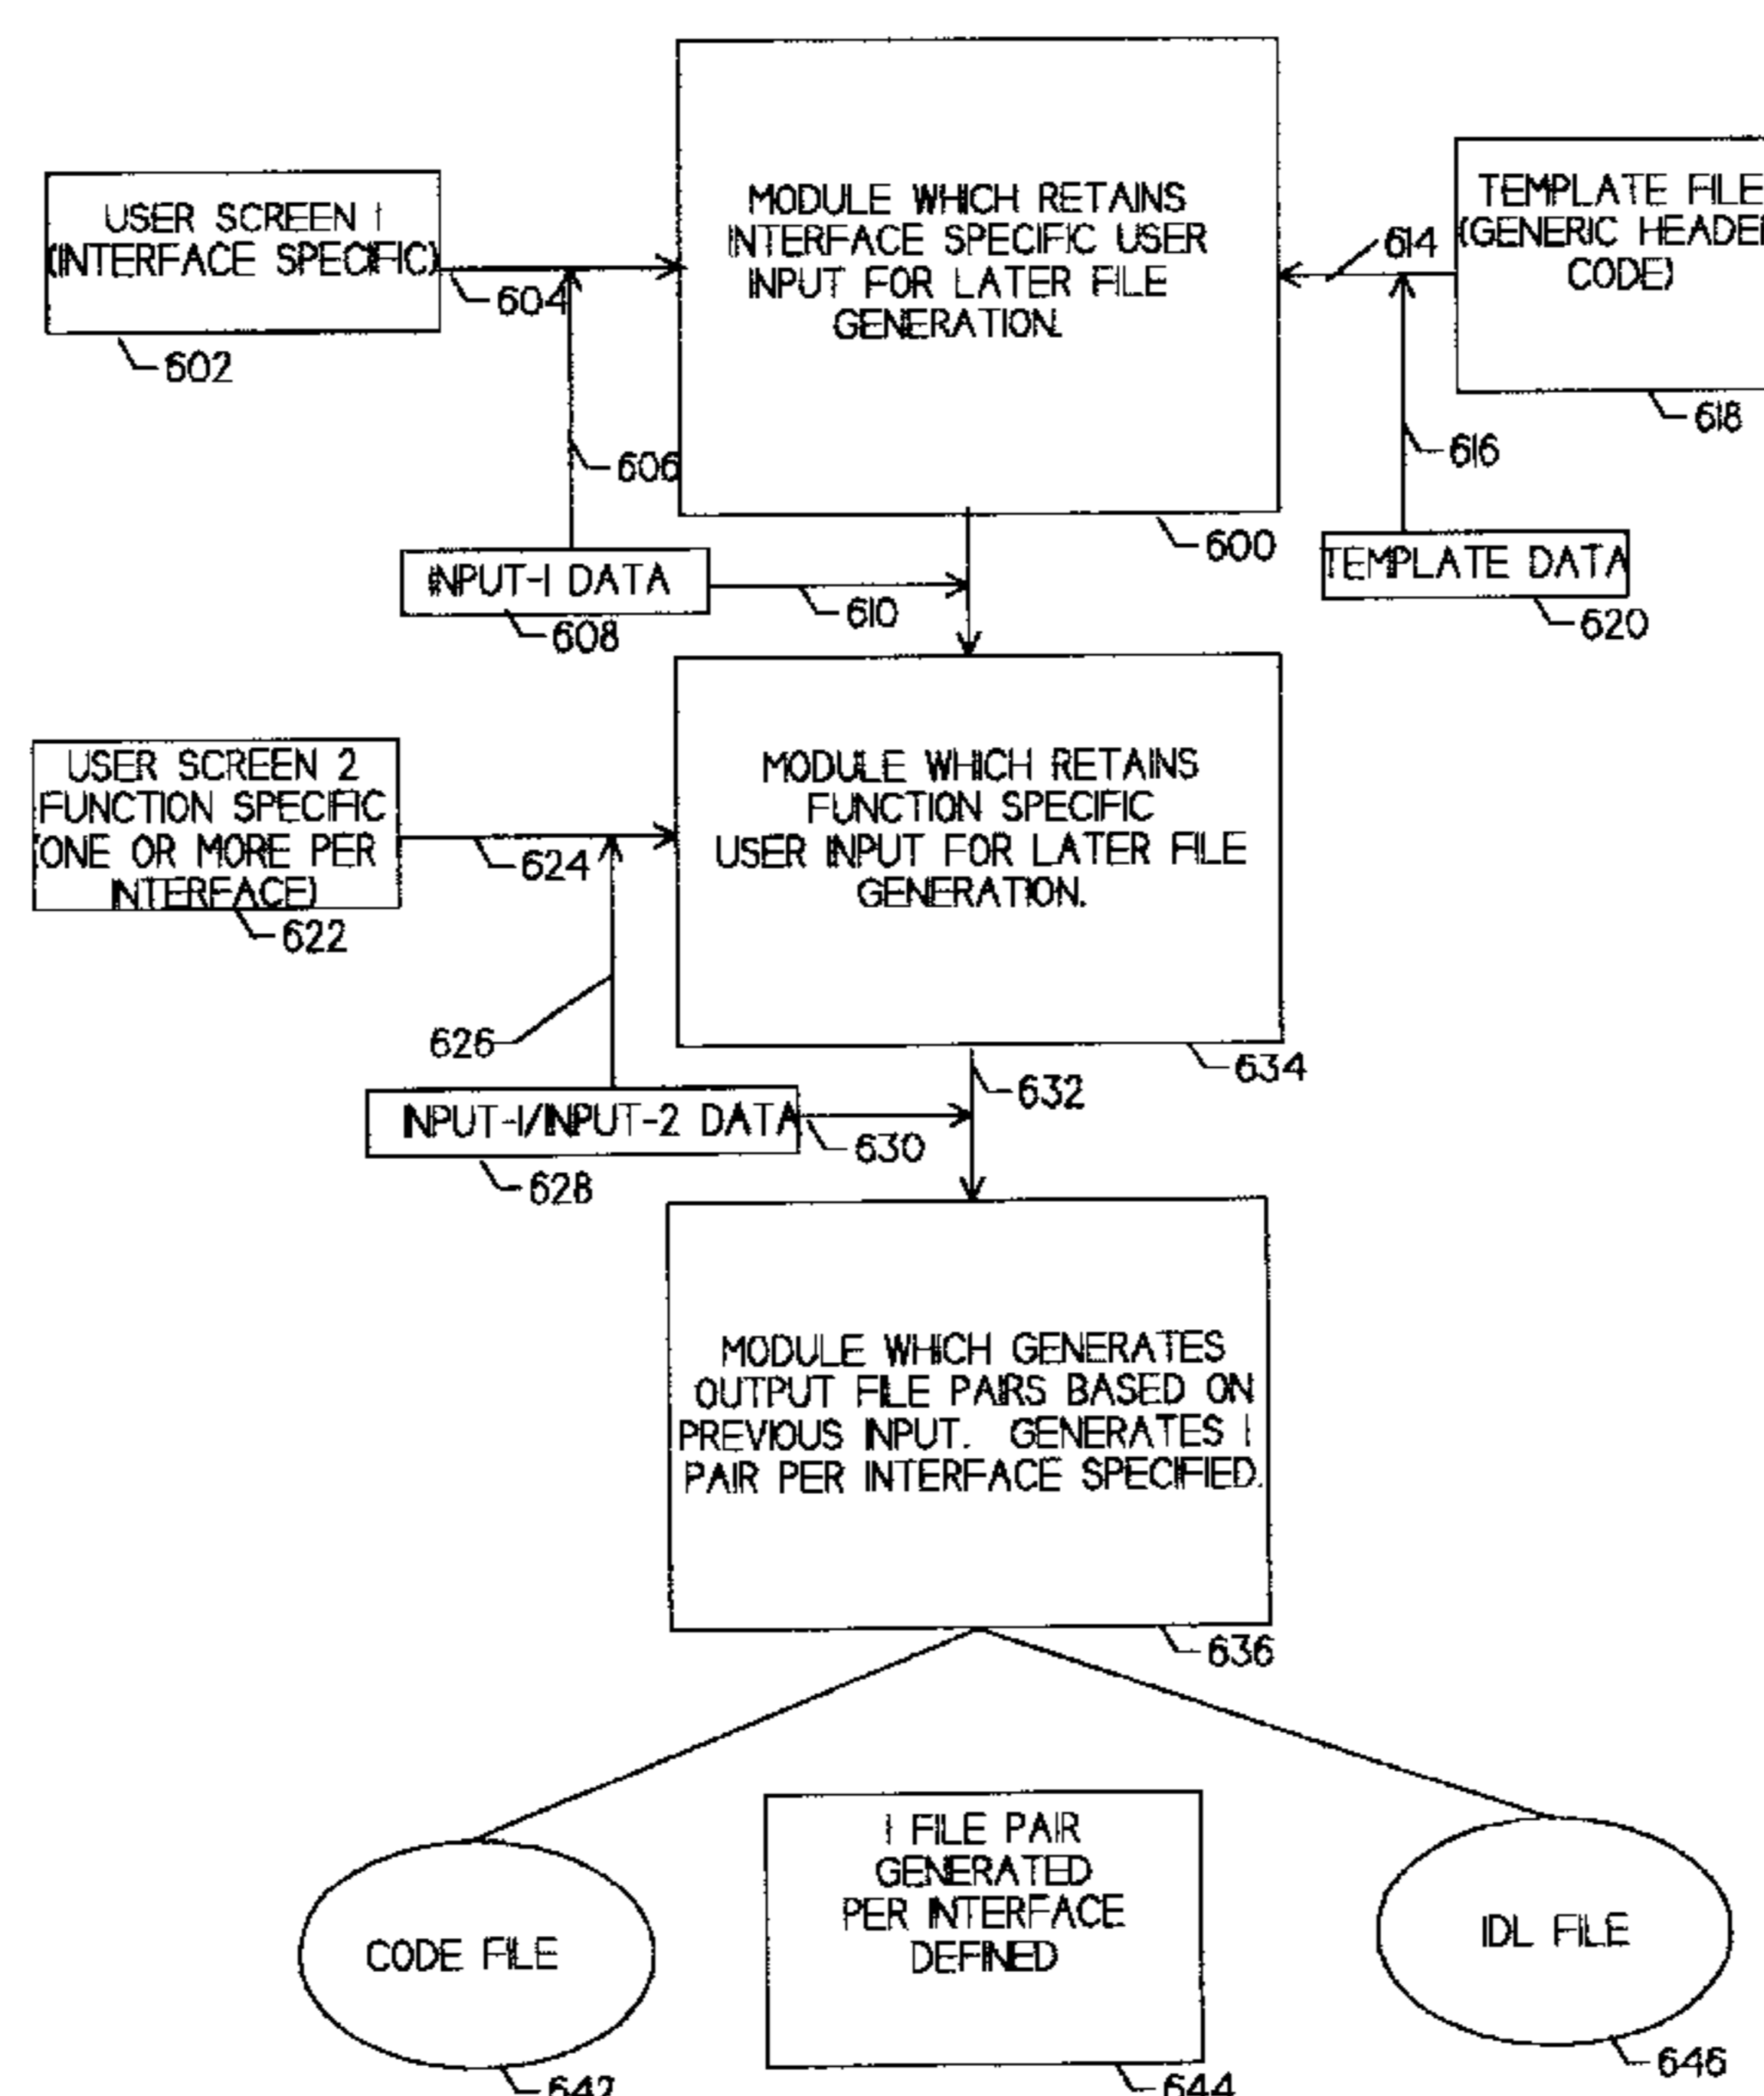 USER SCREEN 1
(INTERFACE SPECIFIC)
602
604
606
INPUT-1 DATA
608
610
MODULE WHICH RETAINS
INTERFACE SPECIFIC USER
INPUT FOR LATER FILE
GENERATION.
600
614
616
TEMPLATE FILE
(GENERIC HEADER
CODE)
618
TEMPLATE DATA
620
USER SCREEN 2
FUNCTION SPECIFIC
(ONE OR MORE PER
INTERFACE)
622
624
626
MODULE WHICH RETAINS
FUNCTION SPECIFIC
USER INPUT FOR LATER FILE
GENERATION.
634
632
INPUT-1/INPUT-2 DATA
628
630
MODULE WHICH GENERATES
OUTPUT FILE PAIRS BASED ON
PREVIOUS INPUT. GENERATES 1
PAIR PER INTERFACE SPECIFIED.
636
CODE FILE
642
1 FILE PAIR
GENERATED
PER INTERFACE
DEFINED
644
IDL FILE
646